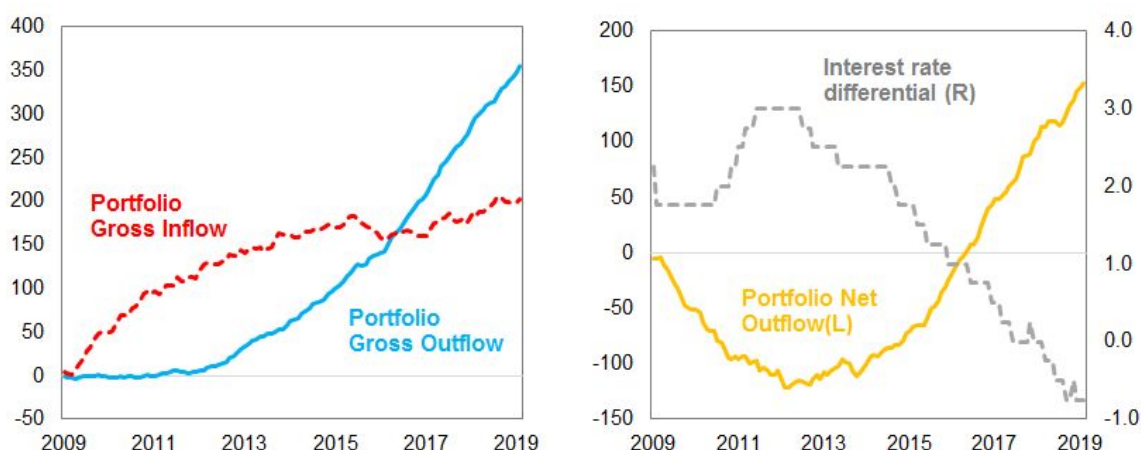 400
350
300
250
200
150
100
50
0
-50
Portfolio
Gross Inflow
Portfolio
Gross Outflow
2009 2011 2013 2015 2017 2019
200
150
100
50
0
-50
-100
-150
Interest rate
differential (R)
Portfolio Net
Outflow(L)
4.0
3.0
2.0
1.0
0.0
-1.0
2009 2011 2013 2015 2017 2019